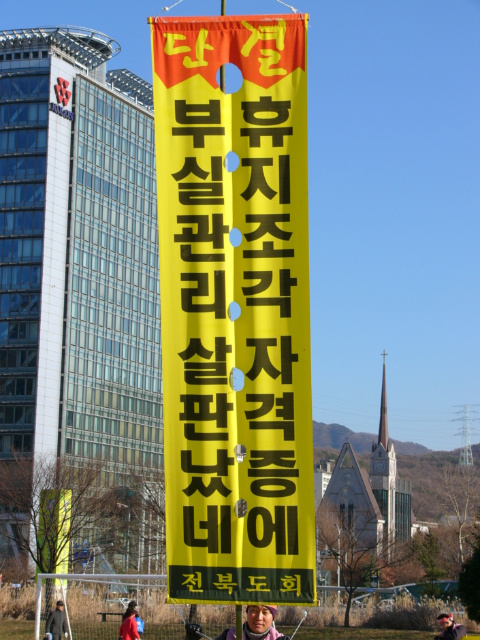 단결
휴지조각 자격증에
부실관리 살판났네
전북도회